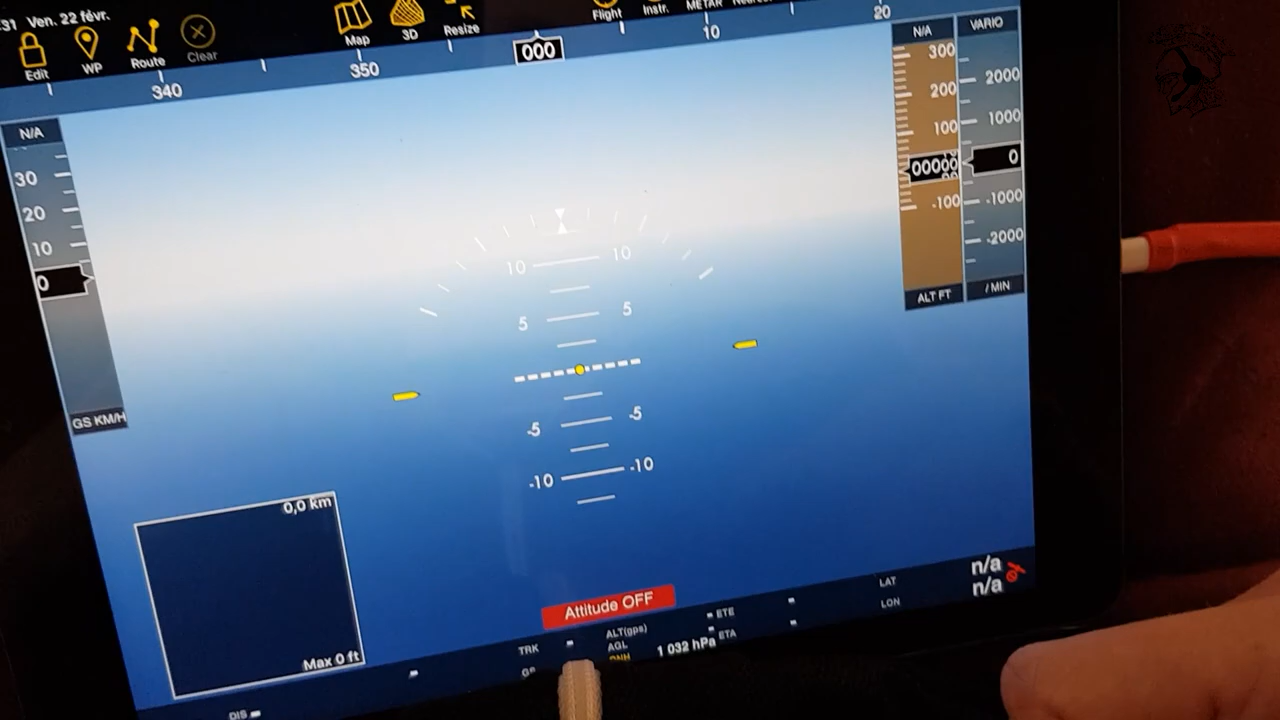 31 Ven. 22 févr.
Edit
WP
Route
Clear
Map
3D
Resize
Flight
Instr.
METAR
340
350
000
10
20
N/A
30
20
10
0
GS KM/H
N/A
300
200
100
00000
-100
ALT FT
VARIO
2000
1000
0
-1000
-2000
/ MIN
10 10
5 5
-5 -5
-10 -10
0,0 km
Max 0 ft
Attitude OFF
TRK
ALT(gps)
AGL
QNH
1 032 hPa
ETE
ETA
LAT
LON
n/a
n/a
DIS